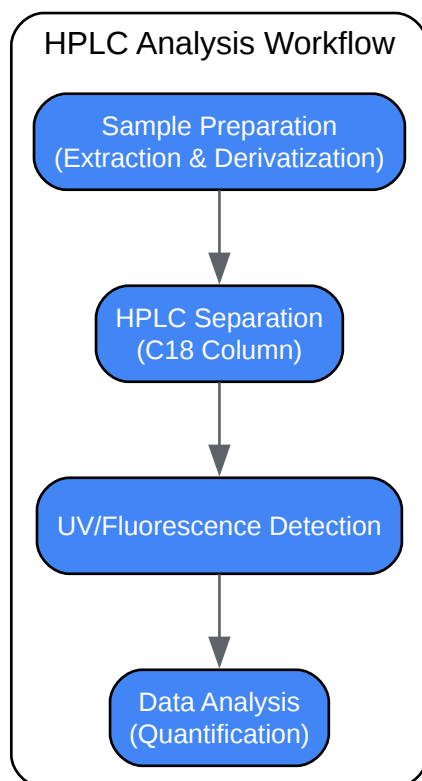 HPLC Analysis Workflow
Sample Preparation
(Extraction & Derivatization)
HPLC Separation
(C18 Column)
UV/Fluorescence Detection
Data Analysis
(Quantification)